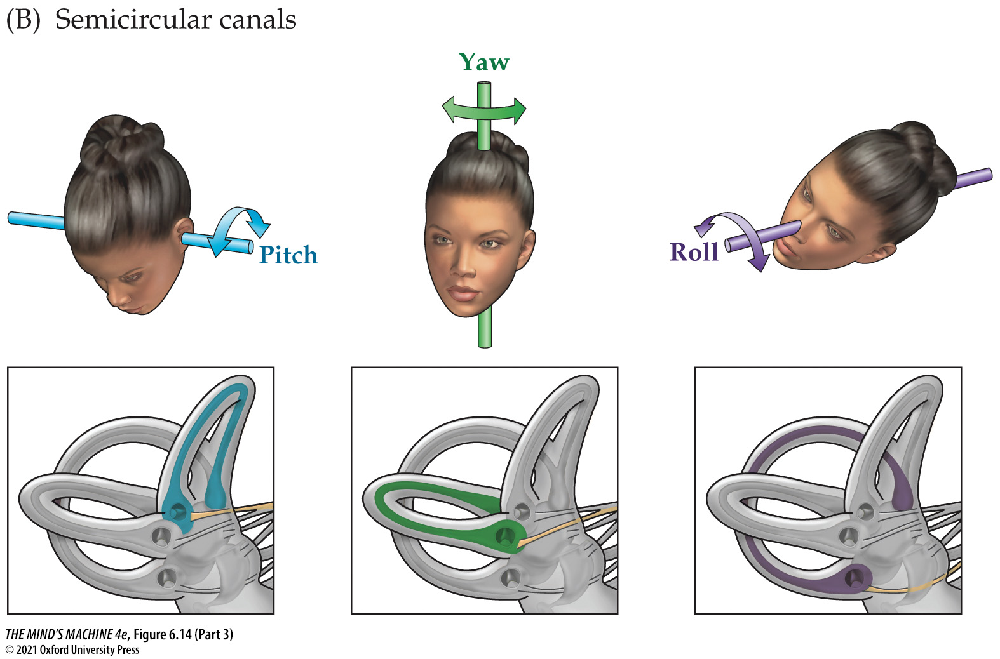 (B) Semicircular canals
Yaw
Pitch
Roll
THE MIND'S MACHINE 4e, Figure 6.14 (Part 3)
© 2021 Oxford University Press